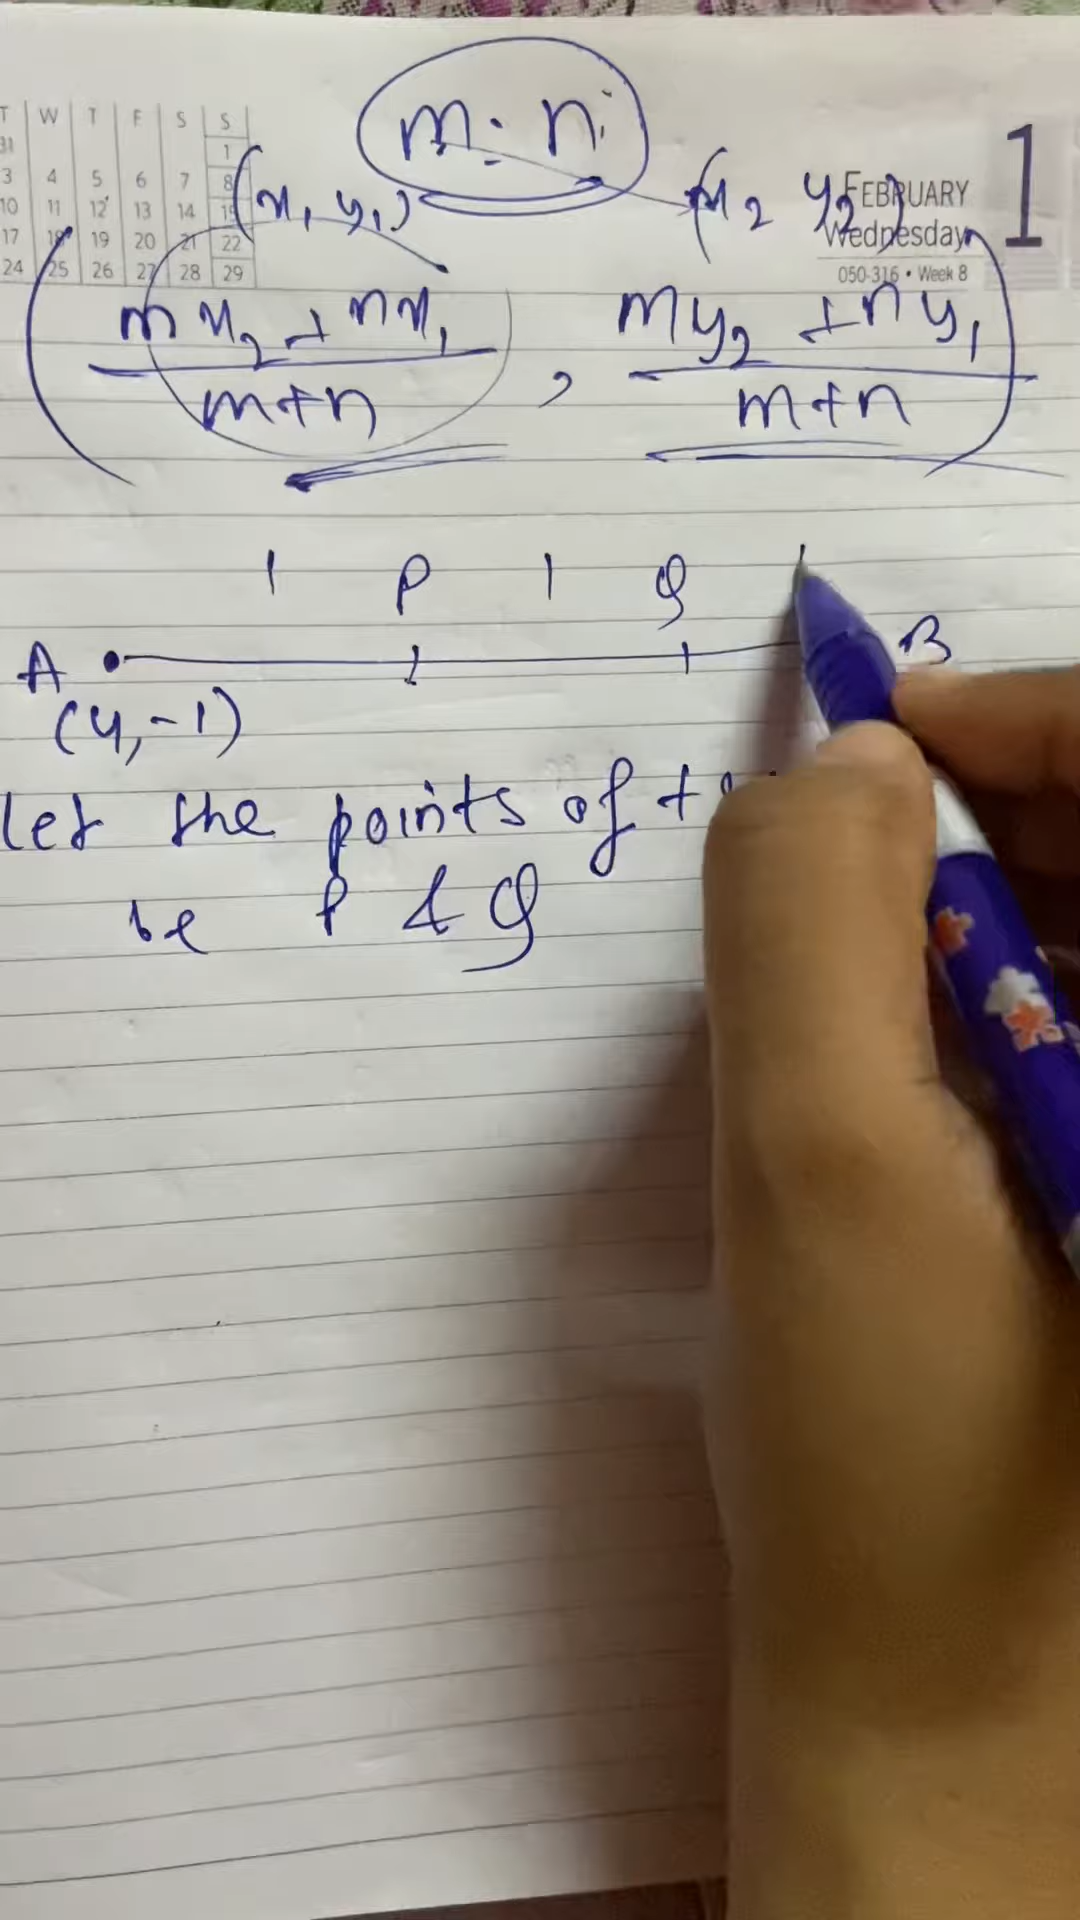 m : n
T W T F S S
31 1
3 4 5 6 7 8
10 11 12 13 14 15
17 18 19 20 21 22
24 25 26 27 28 29
FEBRUARY 1
Wednesday
050-316 • Week 8
(x₁ y₁) (x₂ y₂)
mx₂ + nx₁ , my₂ + ny₁
m+n m+n
1 P 1 Q
A B
(4,-1)
Let the points of
be P & Q